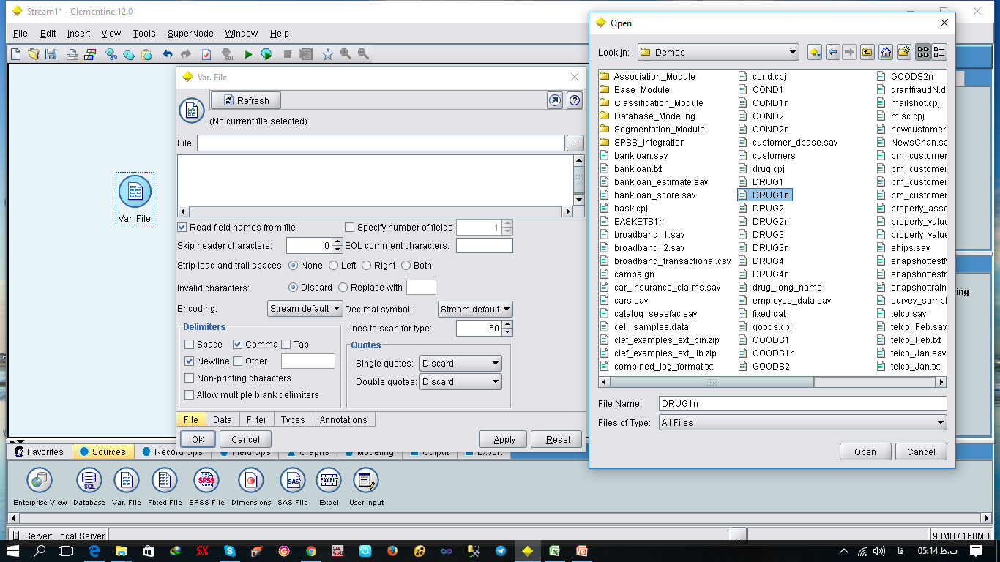 Stream1* - Clementine 12.0
File Edit Insert View Tools SuperNode Window Help
SQL
Var. File
Var. File
Refresh
(No current file selected)
File:
...
Read field names from file
Specify number of fields
1
Skip header characters:
0
EOL comment characters:
Strip lead and trail spaces:
None Left Right Both
Invalid characters:
Discard Replace with
Encoding:
Stream default
Decimal symbol:
Stream default
Delimiters
Lines to scan for type:
50
Space Comma Tab
Newline Other
Non-printing characters
Allow multiple blank delimiters
Quotes
Single quotes:
Discard
Double quotes:
Discard
File Data Filter Types Annotations
OK Cancel Apply Reset
Open
Look In:
Demos
Association_Module
Base_Module
Classification_Module
Database_Modeling
Segmentation_Module
SPSS_integration
bankloan.sav
bankloan.txt
bankloan_estimate.sav
bankloan_score.sav
bask.cpj
BASKETS1n
broadband_1.sav
broadband_2.sav
broadband_transactional.csv
campaign
car_insurance_claims.sav
cars.sav
catalog_seasfac.sav
cell_samples.data
clef_examples_ext_bin.zip
clef_examples_ext_lib.zip
combined_log_format.txt
cond.cpj
COND1
COND1n
COND2
COND2n
customer_dbase.sav
customers
drug.cpj
DRUG1
DRUG1n
DRUG2
DRUG2n
DRUG3
DRUG3n
DRUG4
DRUG4n
drug_long_name
employee_data.sav
fixed.dat
goods.cpj
GOODS1
GOODS1n
GOODS2
GOODS2n
grantfraudN.d
mailshot.cpj
misc.cpj
newcustomer
NewsChan.sa
pm_customer
pm_customer
pm_customer
pm_customer
property_asse
property_value
property_value
ships.sav
snapshottestN
snapshottestn
snapshottrain
survey_sampl
telco.sav
telco_Feb.sav
telco_Feb.txt
telco_Jan.sav
telco_Jan.txt
File Name:
DRUG1n
Files of Type:
All Files
Open Cancel
ing
Favorites Sources Record Ops Field Ops Graphs Modeling Output Export
SQL
SPSS
SAS
EXCEL
Enterprise View Database Var. File Fixed File SPSS File Dimensions SAS File Excel User Input
Server: Local Server
...
98MB / 168MB
CV
AVR
فا
05:14 ب.ظ